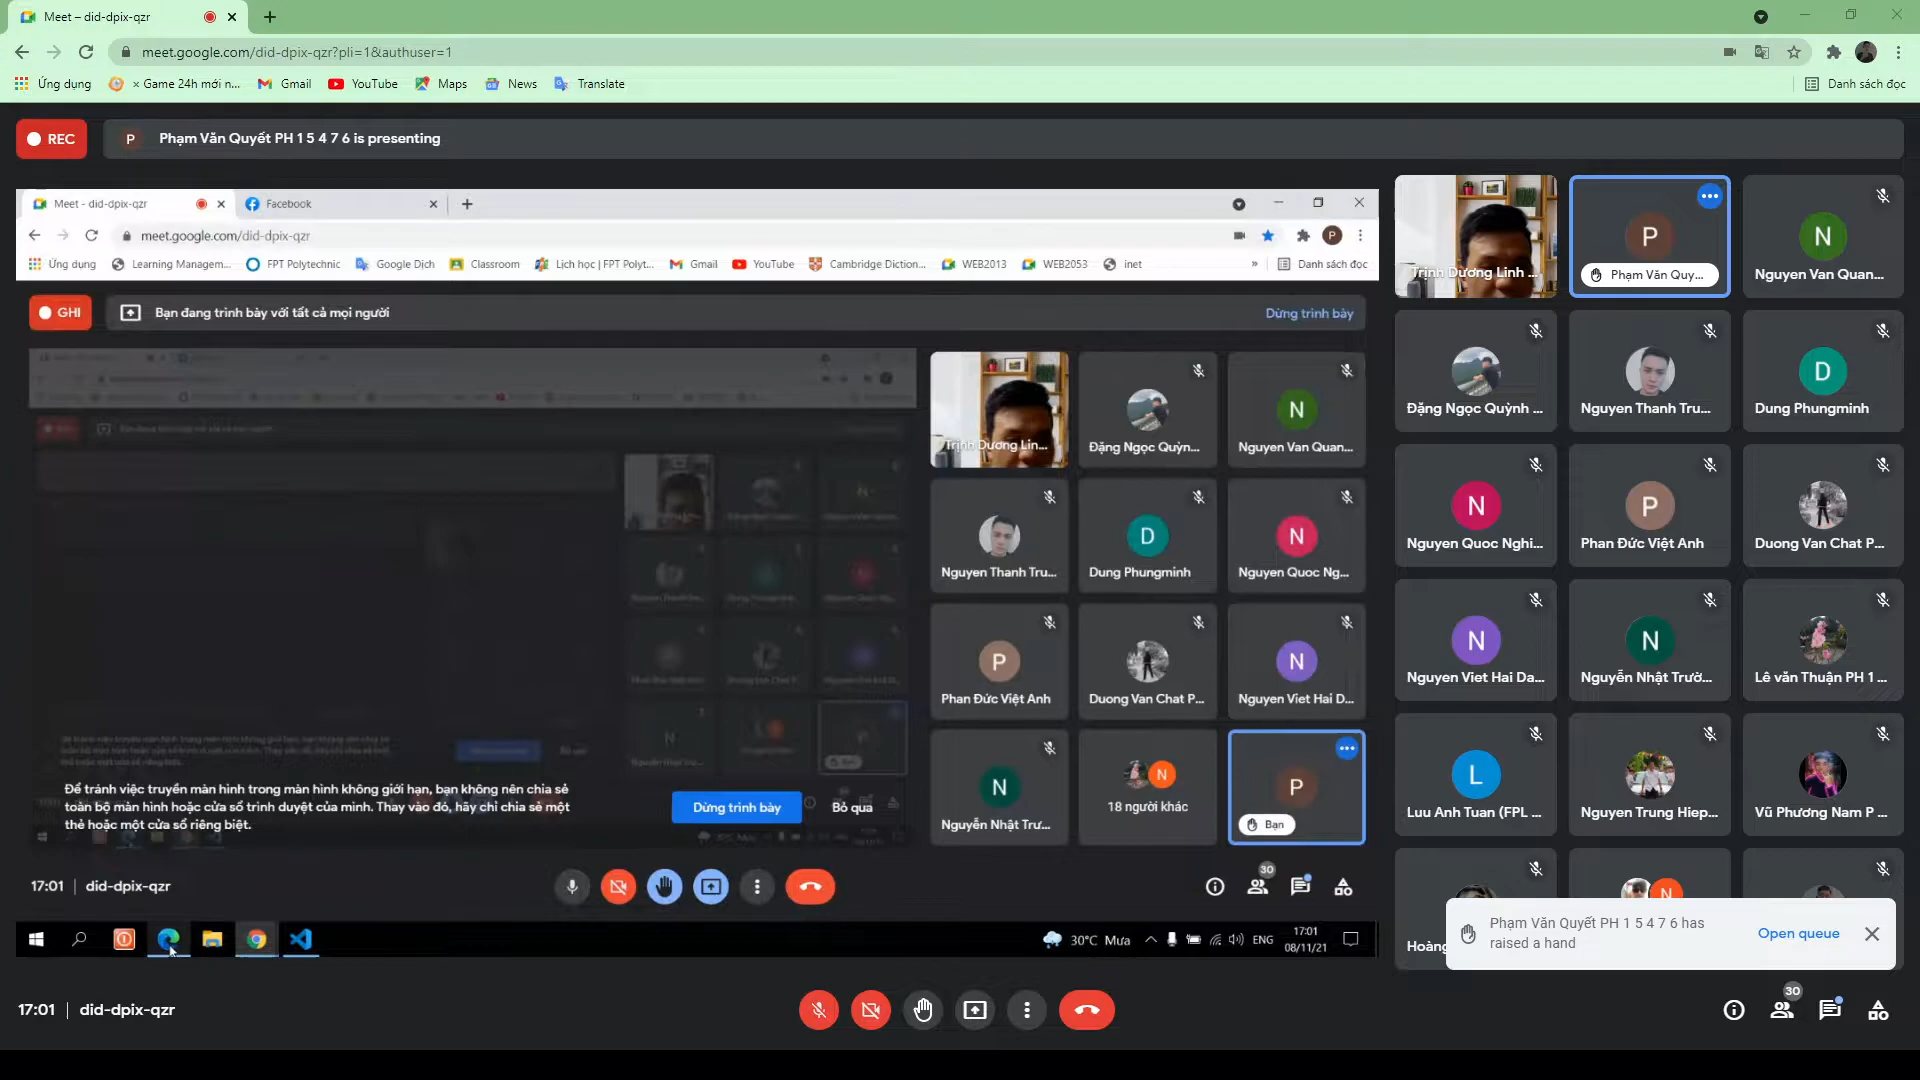 Meet – did-dpix-qzr
meet.google.com/did-dpix-qzr?pli=1&authuser=1
Ứng dụng
× Game 24h mới n...
Gmail
YouTube
Maps
News
Translate
Danh sách đọc
REC
P
Phạm Văn Quyết PH 1 5 4 7 6 is presenting
Meet - did-dpix-qzr
Facebook
meet.google.com/did-dpix-qzr
P
Ứng dụng
Learning Managem...
FPT Polytechnic
Google Dịch
Classroom
Lịch học | FPT Polyt...
Gmail
YouTube
Cambridge Diction...
WEB2013
WEB2053
inet
»
Danh sách đọc
GHI
Bạn đang trình bày với tất cả mọi người
Dừng trình bày
Trịnh Dương Lin...
Đặng Ngọc Quỳn...
N
Nguyen Van Quan...
Nguyen Thanh Tru...
D
Dung Phungminh
N
Nguyen Quoc Ng...
P
Phan Đức Việt Anh
Duong Van Chat P...
N
Nguyen Viet Hai D...
N
Nguyễn Nhật Trư...
N
18 người khác
P
Bạn
Để tránh việc truyền màn hình trong màn hình không giới hạn, bạn không nên chia sẻ
toàn bộ màn hình hoặc cửa sổ trình duyệt của mình. Thay vào đó, hãy chỉ chia sẻ một
thẻ hoặc một cửa sổ riêng biệt.
Dừng trình bày
Bỏ qua
17:01
did-dpix-qzr
30
30°C Mưa
ENG
17:01
08/11/21
Trịnh Dương Linh ...
P
Phạm Văn Quy...
N
Nguyen Van Quan...
Đặng Ngọc Quỳnh ...
Nguyen Thanh Tru...
D
Dung Phungminh
N
Nguyen Quoc Nghi...
P
Phan Đức Việt Anh
Duong Van Chat P...
N
Nguyen Viet Hai Da...
N
Nguyễn Nhật Trườ...
Lê văn Thuận PH 1 ...
L
Luu Anh Tuan (FPL ...
Nguyen Trung Hiep...
Vũ Phương Nam P ...
N
Hoàng
Phạm Văn Quyết PH 1 5 4 7 6 has
raised a hand
Open queue
17:01
did-dpix-qzr
30